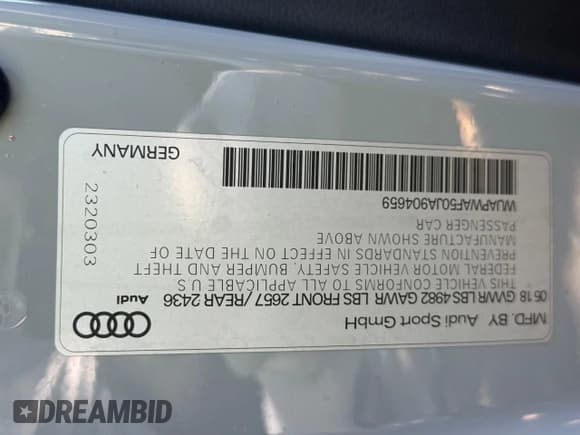 MFD. BY Audi Sport GmbH
05 18 GVWR LBS 4982 GAWR LBS FRONT 2657 / REAR 2436
Audi
THIS VEHICLE CONFORMS TO ALL APPLICABLE U.S.
FEDERAL MOTOR VEHICLE SAFETY, BUMPER AND THEFT
PREVENTION STANDARDS IN EFFECT ON THE DATE OF
MANUFACTURE SHOWN ABOVE
PASSENGER CAR
WUAPWAF50JA904659
2320303
GERMANY
DREAMBID